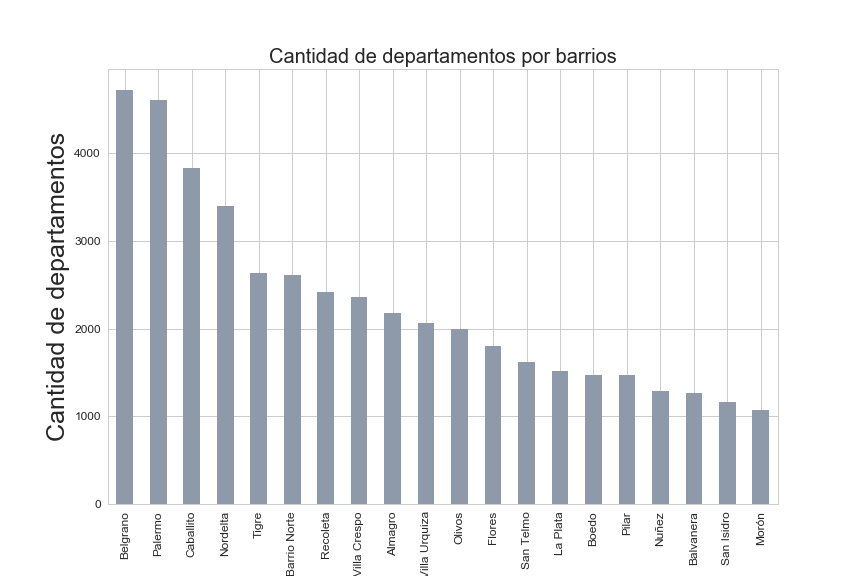 Cantidad de departamentos por barrios
Cantidad de departamentos
4000
3000
2000
1000
0
Belgrano
Palermo
Caballito
Nordelta
Tigre
Barrio Norte
Recoleta
Villa Crespo
Almagro
Villa Urquiza
Olivos
Flores
San Telmo
La Plata
Boedo
Pilar
Nuñez
Balvanera
San Isidro
Morón